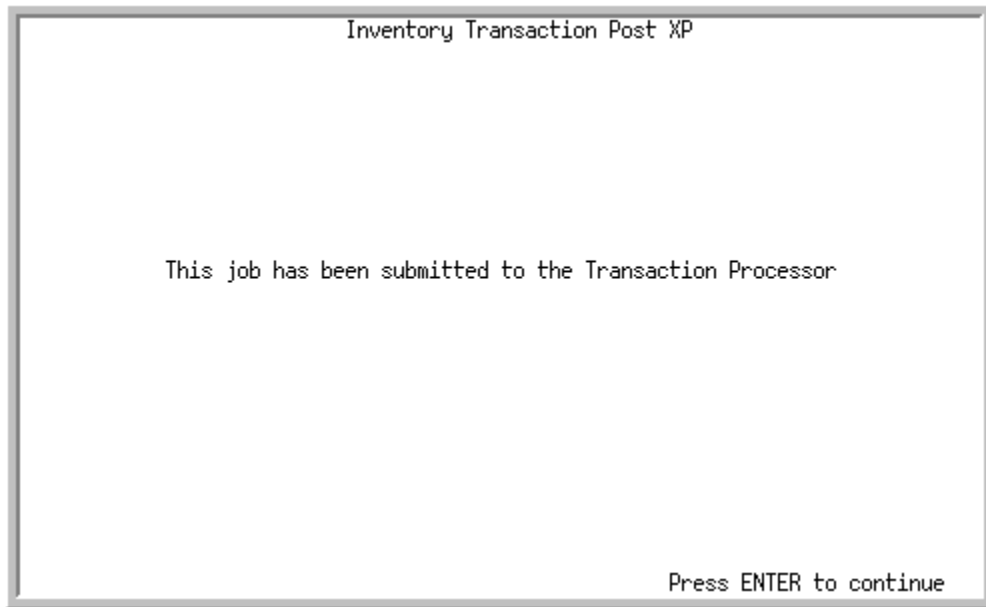 Inventory Transaction Post XP
This job has been submitted to the Transaction Processor
Press ENTER to continue